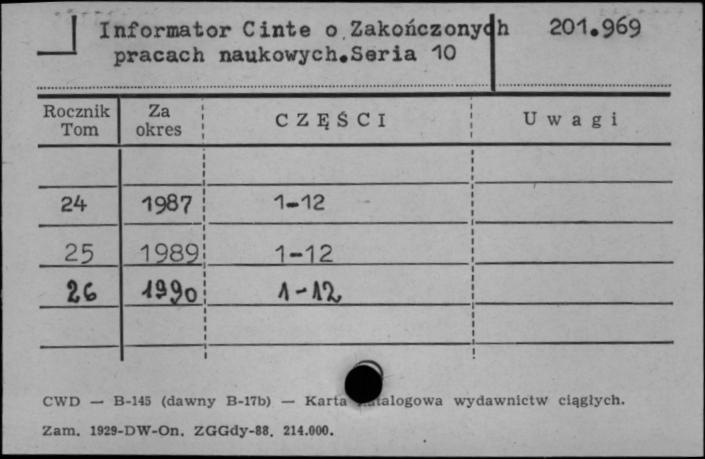 Informator Cinte o Zakończonych 201.969
pracach naukowych.Seria 10
Rocznik Tom Za okres CZĘŚCI Uwagi
24 1987 1-12
25 1989 1-12
26 1990 1-12
CWD — B-145 (dawny B-17b) — Karta katalogowa wydawnictw ciągłych.
Zam. 1929-DW-On. ZGGdy-88. 214.000.